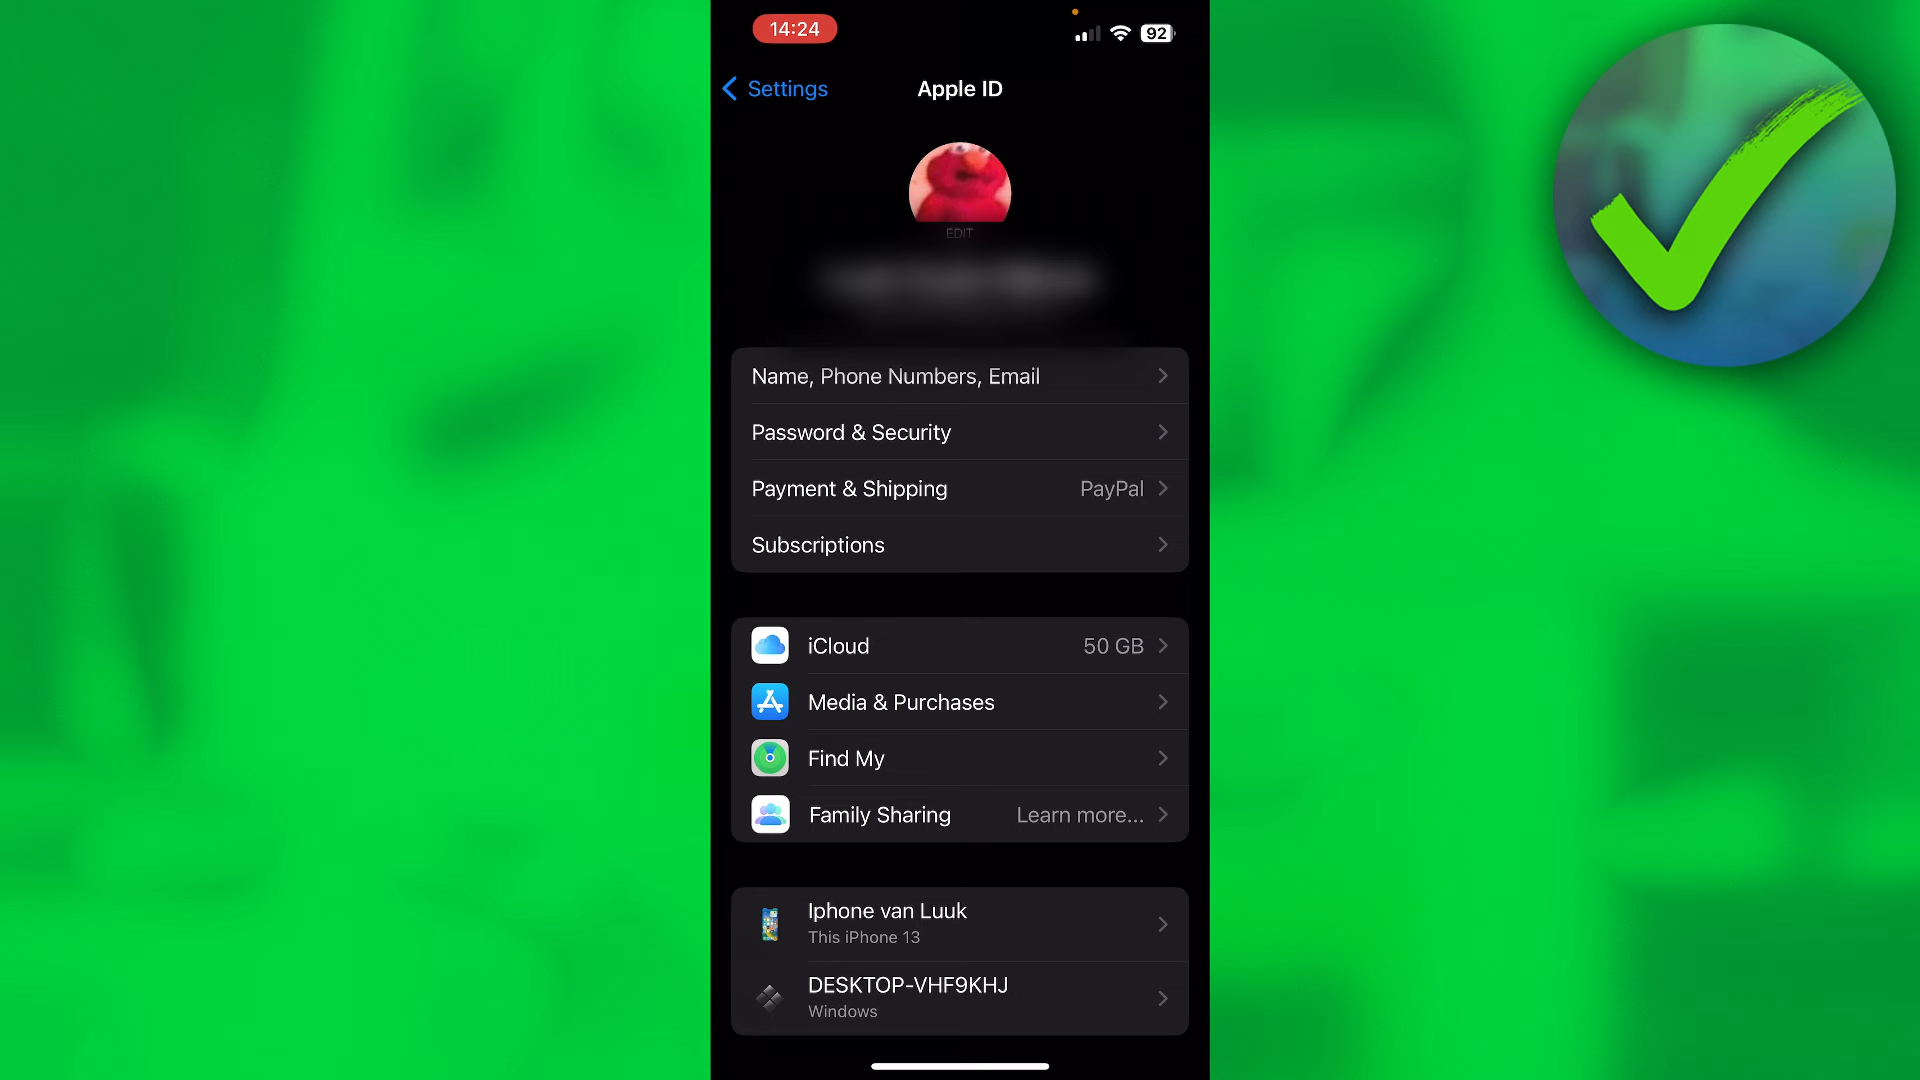 14:24
92
Settings
Apple ID
EDIT
Name, Phone Numbers, Email
Password & Security
Payment & Shipping PayPal
Subscriptions
iCloud 50 GB
Media & Purchases
Find My
Family Sharing Learn more...
Iphone van Luuk
This iPhone 13
DESKTOP-VHF9KHJ
Windows